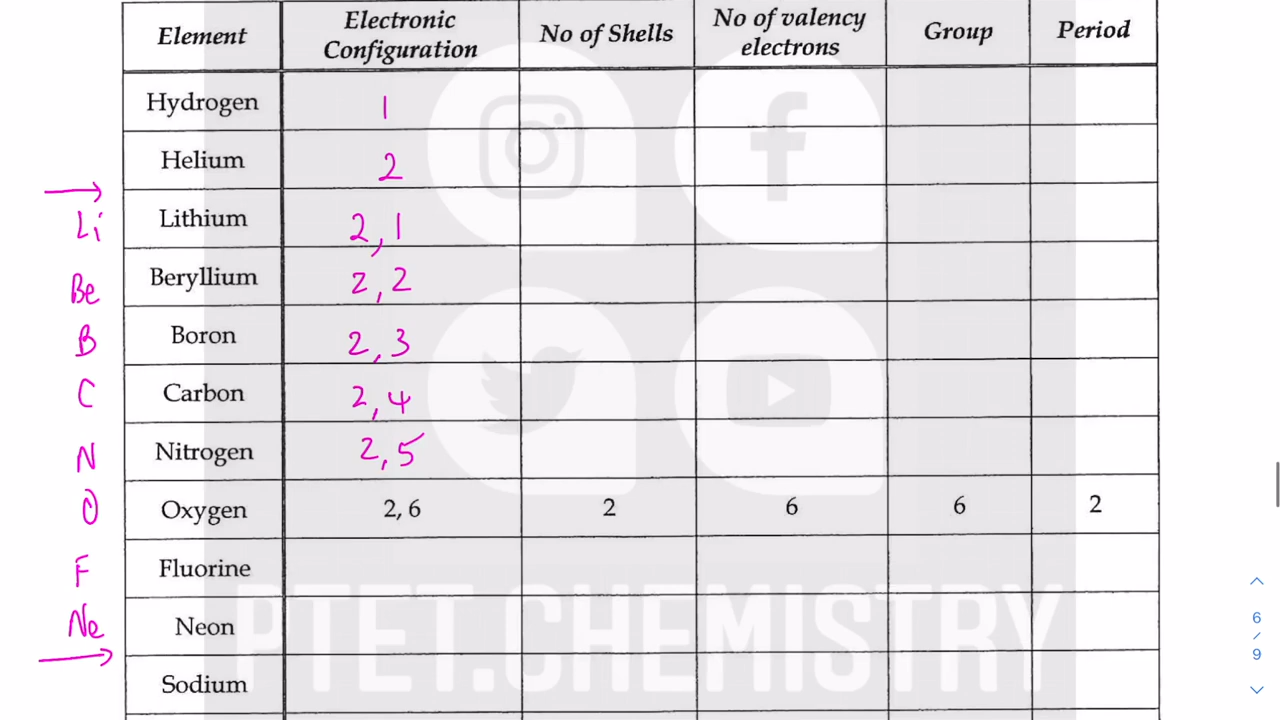 Element Electronic Configuration No of Shells No of valency electrons Group Period
Hydrogen 1
Helium 2
Li Lithium 2,1
Be Beryllium 2,2
B Boron 2,3
C Carbon 2,4
N Nitrogen 2,5
O Oxygen 2, 6 2 6 6 2
F Fluorine
Ne Neon
Sodium
PTET.CHEMISTRY
6
/
9